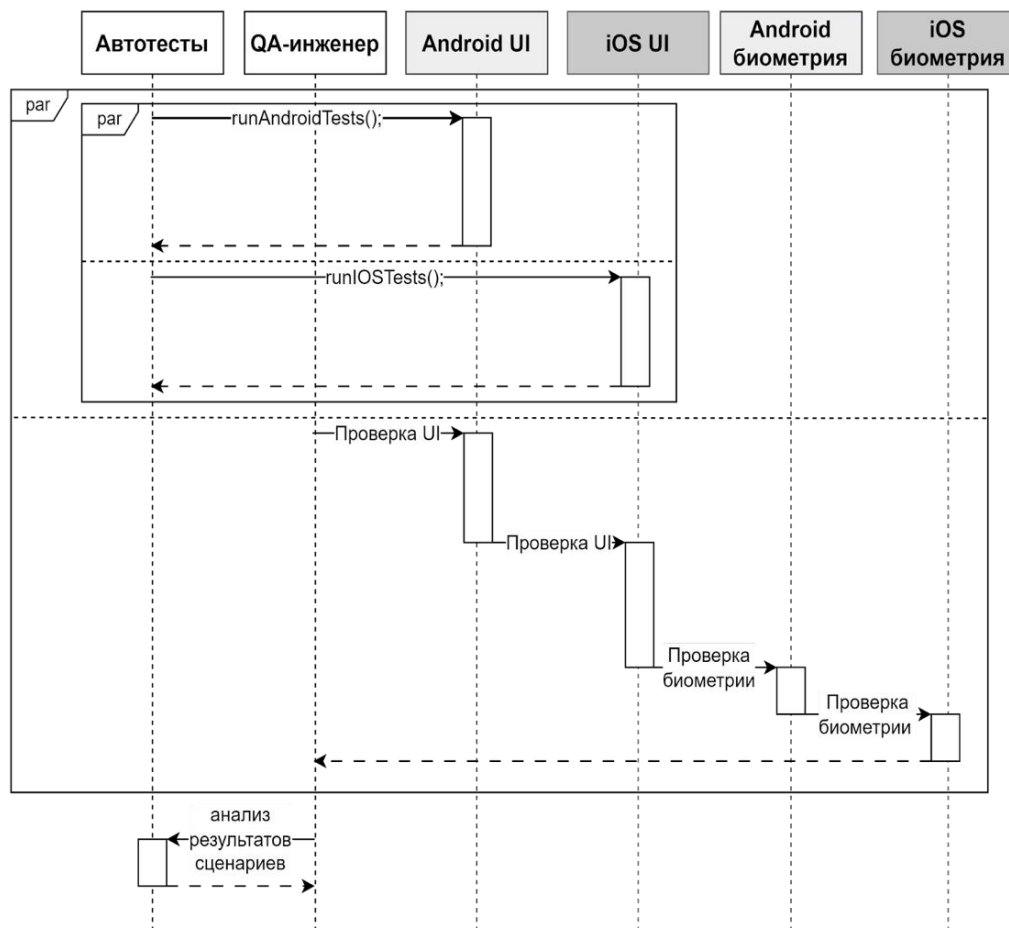 Автотесты
QA-инженер
Android UI
iOS UI
Android
биометрия
iOS
биометрия
par
par
runAndroidTests();
runIOSTests();
Проверка UI
Проверка UI
Проверка
биометрии
Проверка
биометрии
анализ
результатов
сценариев